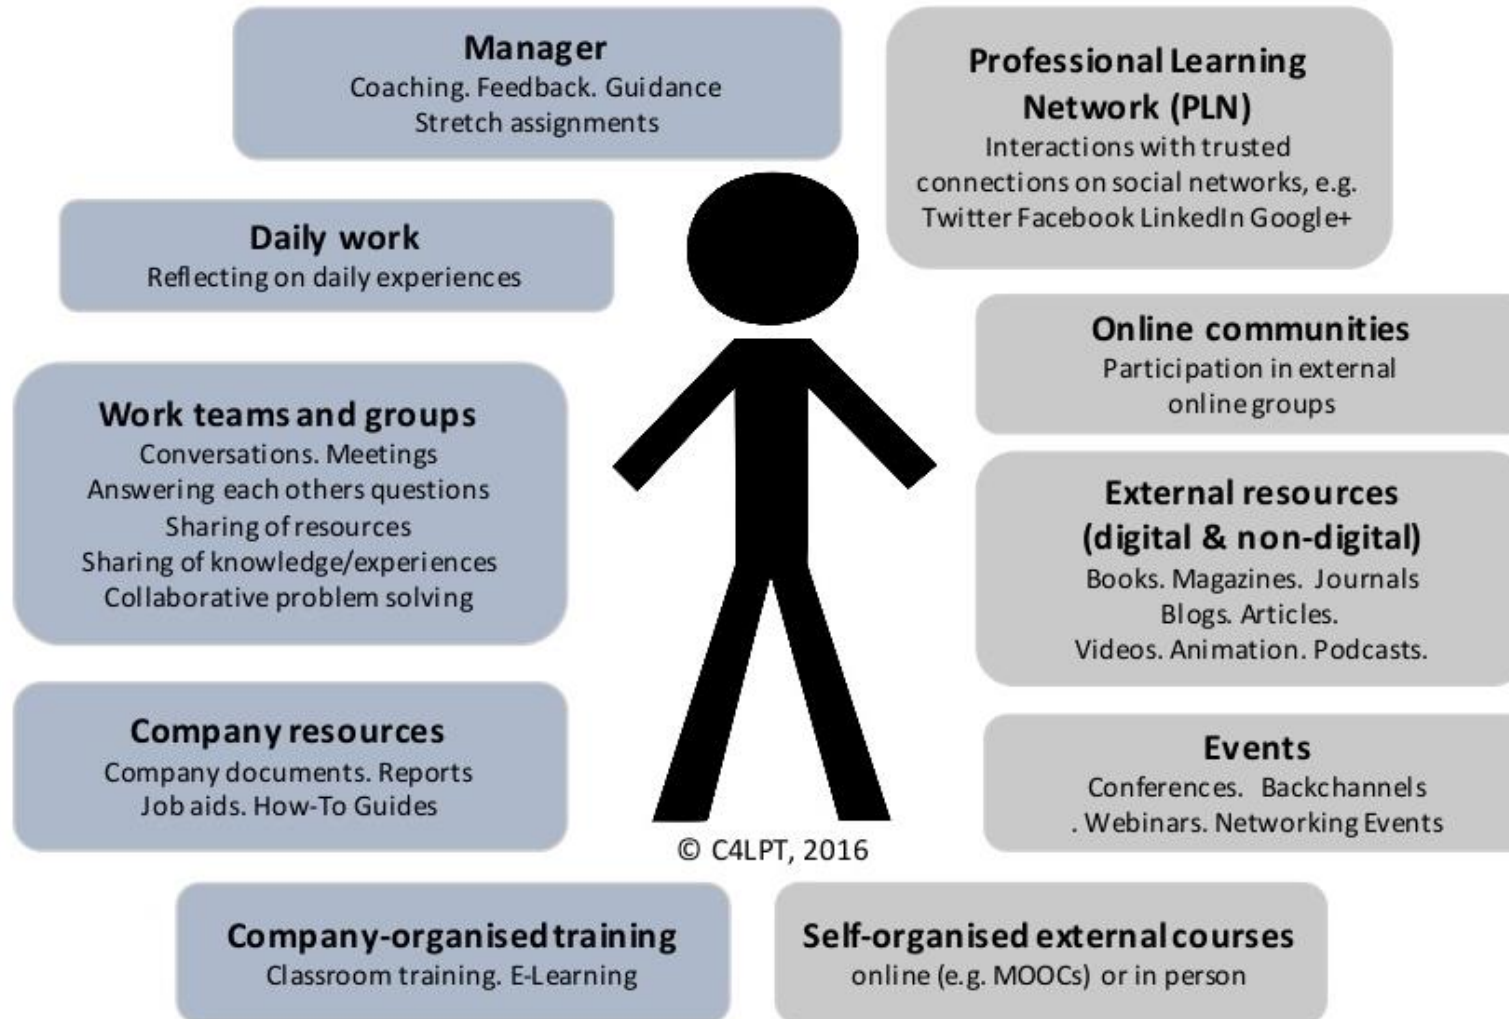 Manager
Coaching. Feedback. Guidance
Stretch assignments
Daily work
Reflecting on daily experiences
Work teams and groups
Conversations. Meetings
Answering each others questions
Sharing of resources
Sharing of knowledge/experiences
Collaborative problem solving
Company resources
Company documents. Reports
Job aids. How-To Guides
Company-organised training
Classroom training. E-Learning
Professional Learning
Network (PLN)
Interactions with trusted
connections on social networks, e.g.
Twitter Facebook LinkedIn Google+
Online communities
Participation in external
online groups
External resources
(digital & non-digital)
Books. Magazines. Journals
Blogs. Articles.
Videos. Animation. Podcasts.
Events
Conferences. Backchannels
. Webinars. Networking Events
Self-organised external courses
online (e.g. MOOCs) or in person
© C4LPT, 2016